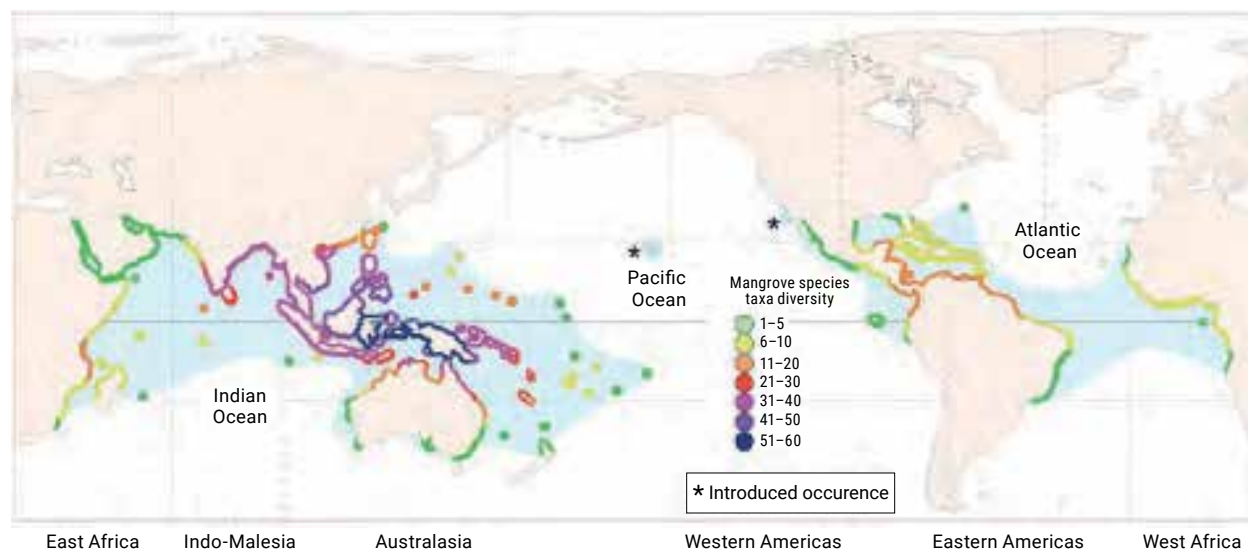 Atlantic
Ocean
Pacific
Ocean
*
*
Indian
Ocean
Mangrove species
taxa diversity
1–5
6–10
11–20
21–30
31–40
41–50
51–60
* Introduced occurence
East Africa
Indo-Malesia
Australasia
Western Americas
Eastern Americas
West Africa